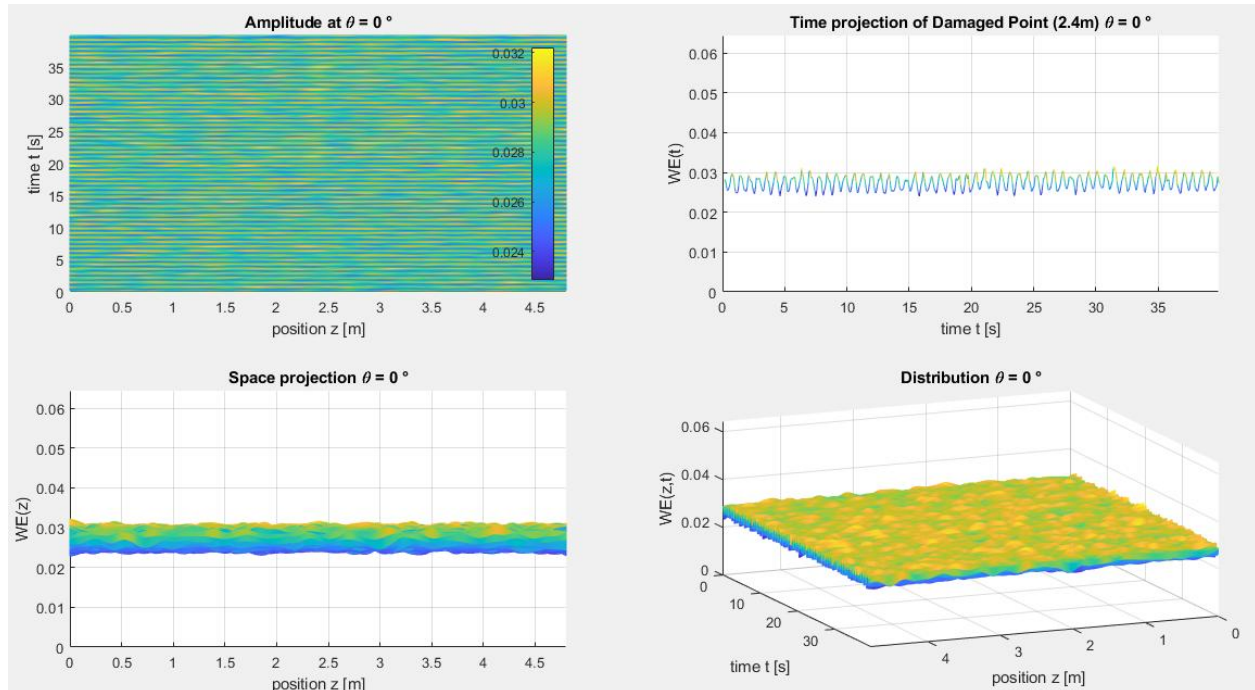 Amplitude at θ = 0 °
0.032
0.03
0.028
0.026
0.024
35
30
25
20
15
10
5
0
time t [s]
0 0.5 1 1.5 2 2.5 3 3.5 4 4.5
position z [m]
Time projection of Damaged Point (2.4m) θ = 0 °
0.06
0.05
0.04
0.03
0.02
0.01
0
WE(t)
0 5 10 15 20 25 30 35
time t [s]
Space projection θ = 0 °
0.06
0.05
0.04
0.03
0.02
0.01
0
WE(z)
0 0.5 1 1.5 2 2.5 3 3.5 4 4.5
position z [m]
Distribution θ = 0 °
0.06
0.04
0.02
0
WE(z,t)
0
10
20
30
time t [s]
4 3 2 1 0
position z [m]